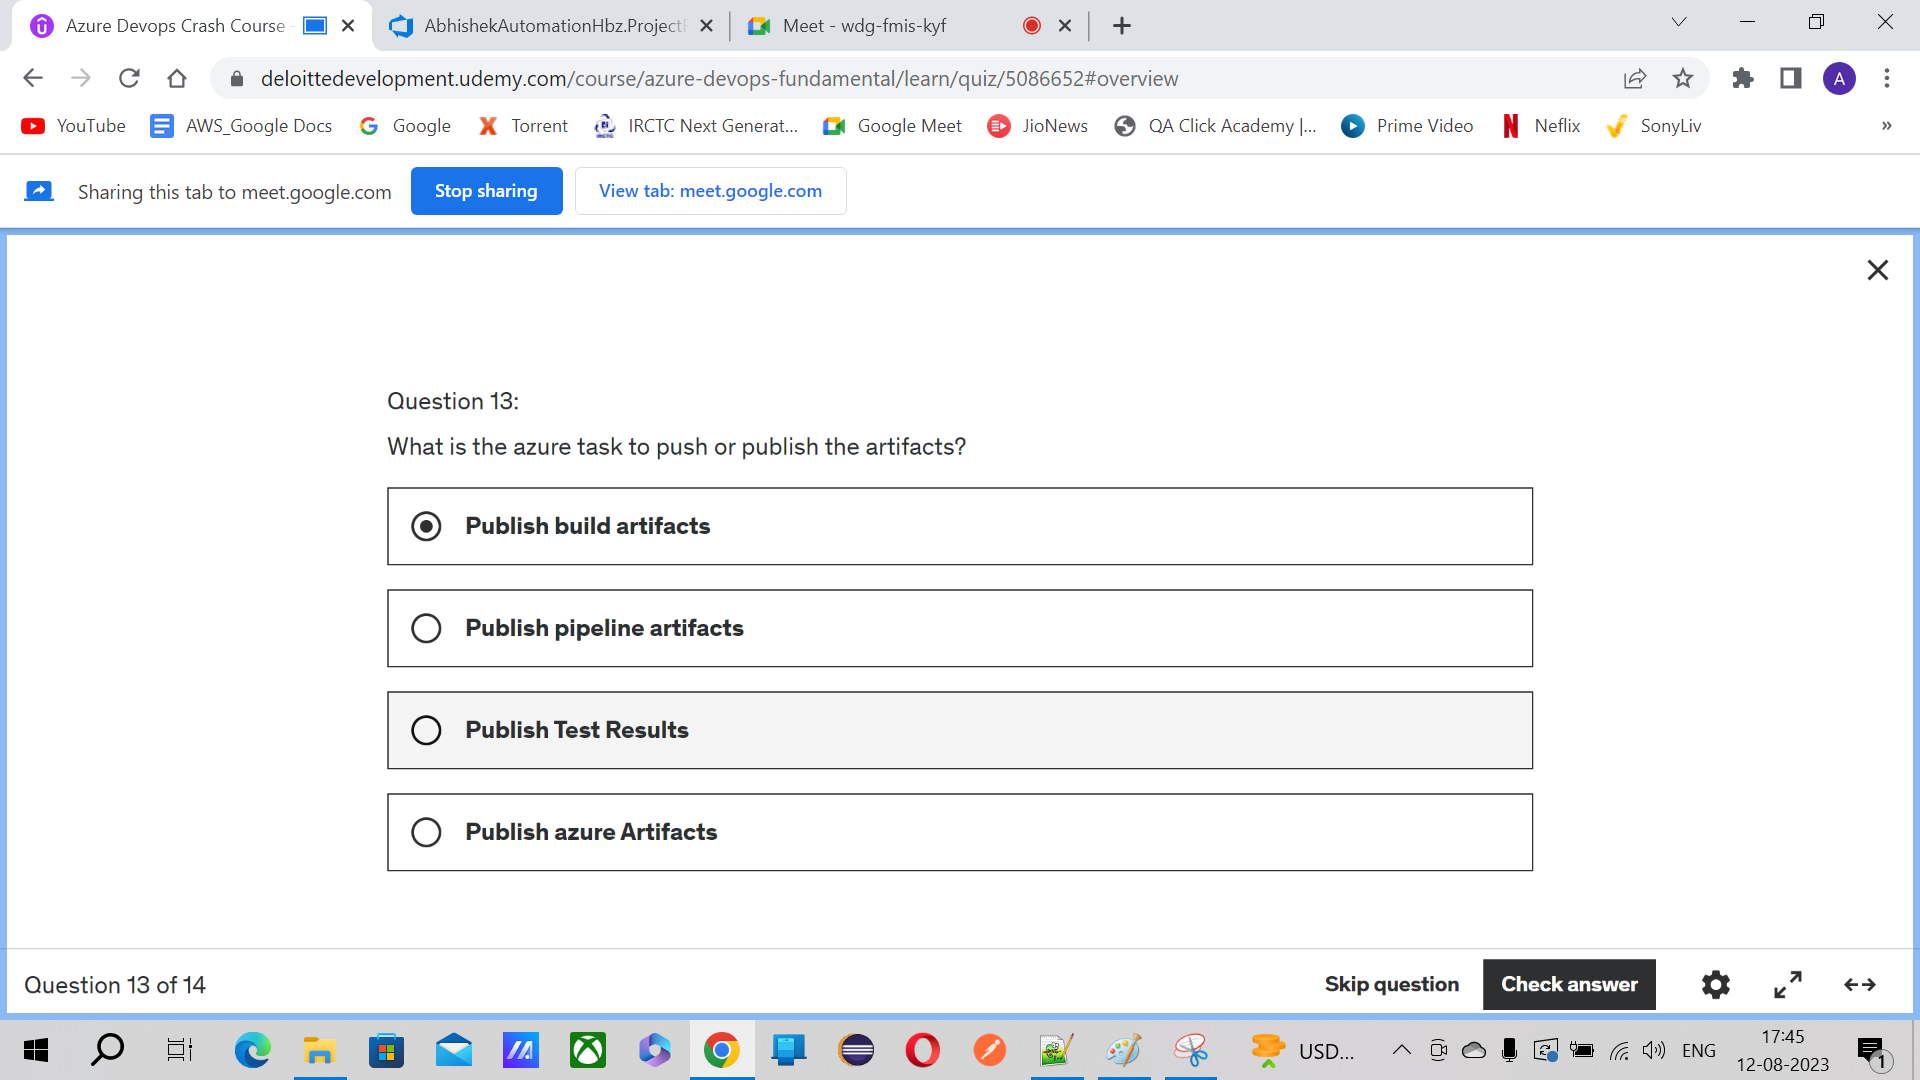 Azure Devops Crash Course
AbhishekAutomationHbz.Project
Meet - wdg-fmis-kyf
deloittedevelopment.udemy.com/course/azure-devops-fundamental/learn/quiz/5086652#overview
A
YouTube
AWS_Google Docs
Google
Torrent
IRCTC Next Generat...
Google Meet
JioNews
QA Click Academy |...
Prime Video
Neflix
SonyLiv
»
Sharing this tab to meet.google.com
Stop sharing
View tab: meet.google.com
Question 13:
What is the azure task to push or publish the artifacts?
Publish build artifacts
Publish pipeline artifacts
Publish Test Results
Publish azure Artifacts
Question 13 of 14
Skip question
Check answer
USD...
ENG
17:45
12-08-2023
1